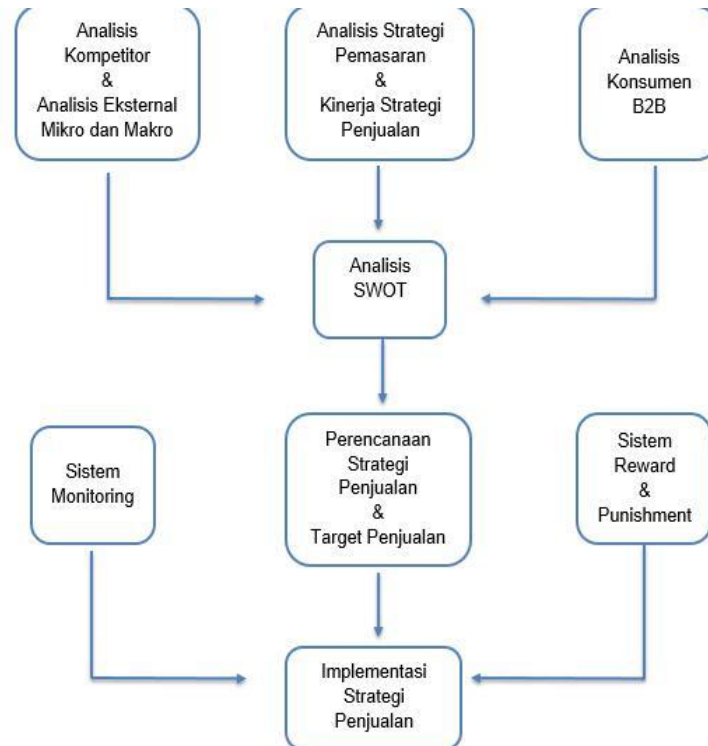 Analisis
Kompetitor
&
Analisis Eksternal
Mikro dan Makro
Analisis Strategi
Pemasaran
&
Kinerja Strategi
Penjualan
Analisis
Konsumen
B2B
Analisis
SWOT
Sistem
Monitoring
Perencanaan
Strategi
Penjualan
&
Target Penjualan
Sistem
Reward
&
Punishment
Implementasi
Strategi
Penjualan